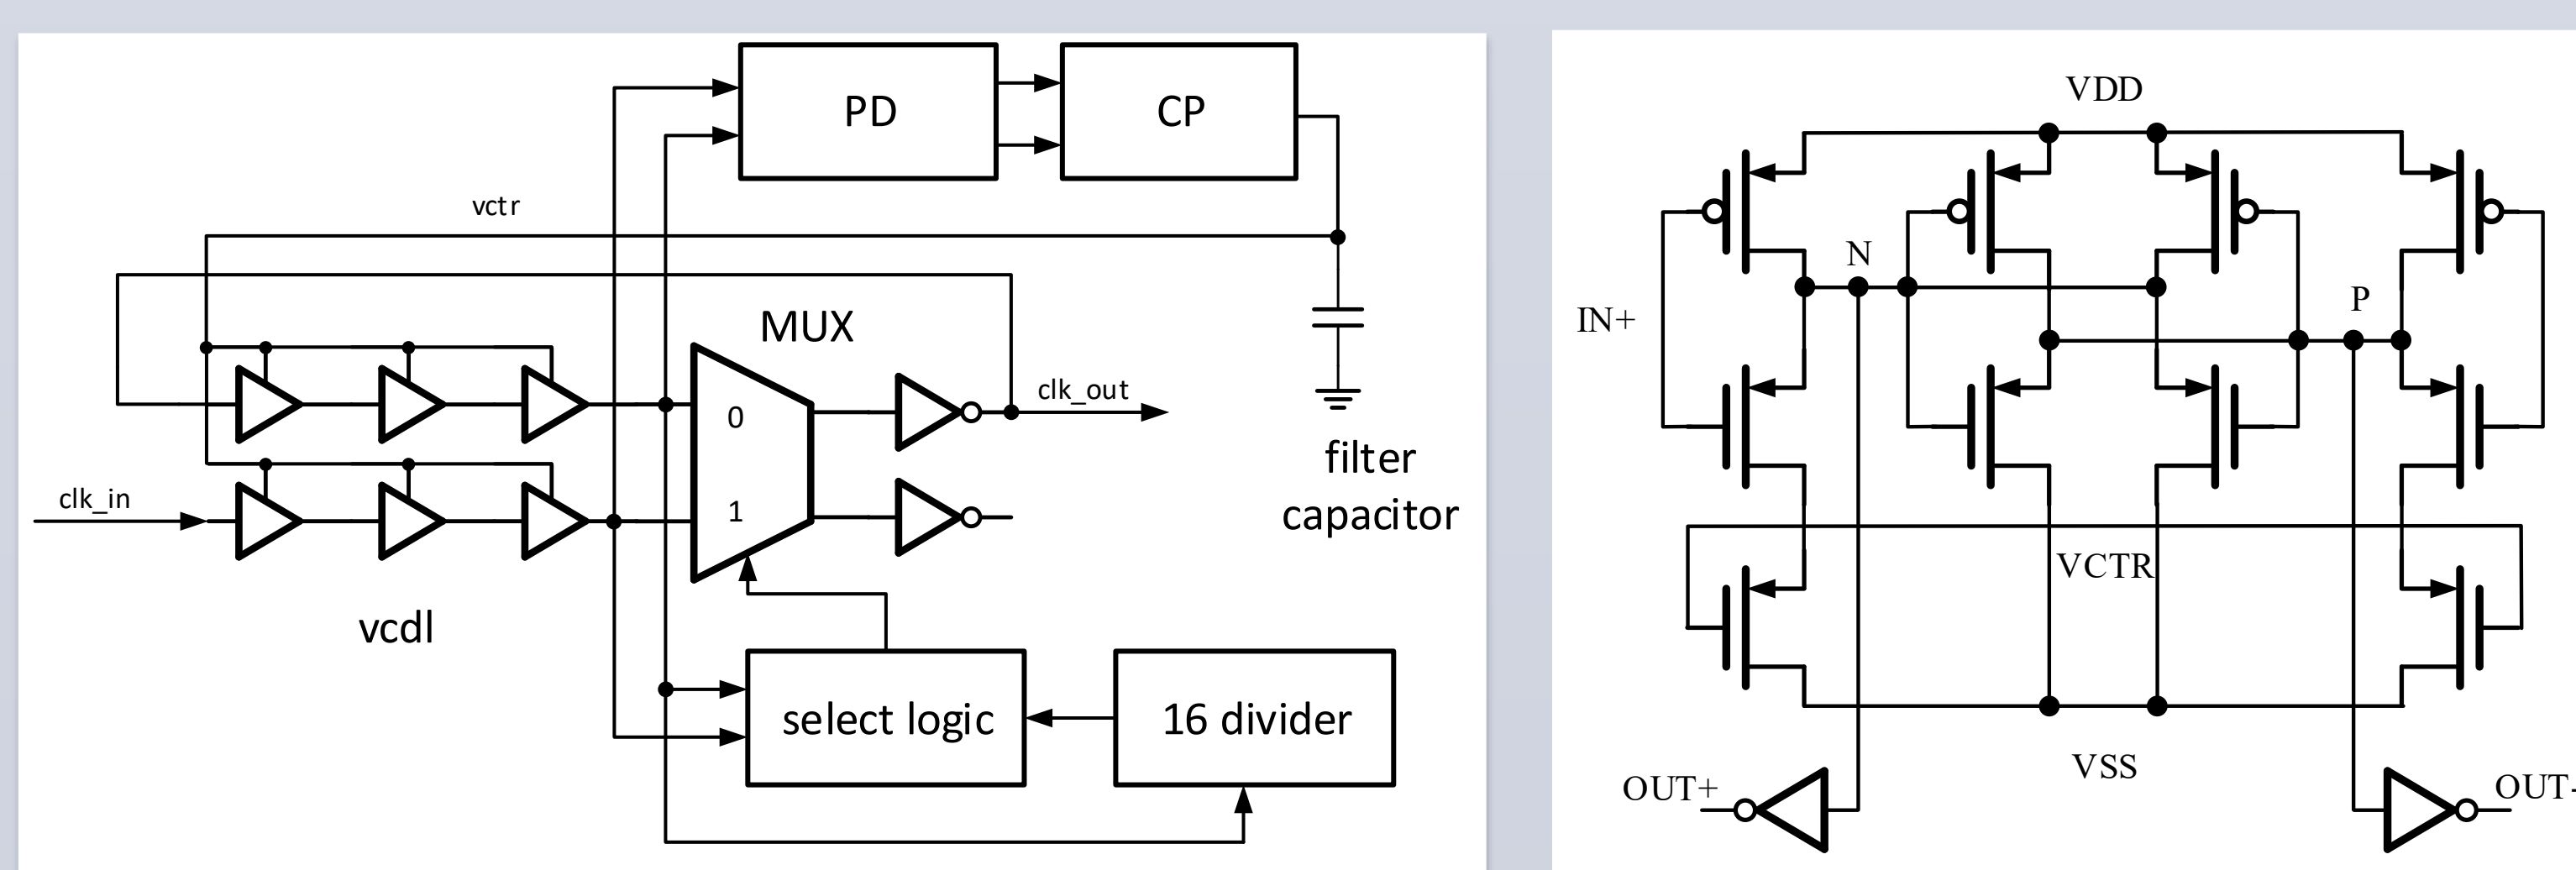 PD
CP
vctr
MUX
0
clk_out
clk_in
1
filter
capacitor
vcdl
select logic
16 divider
VDD
N
P
IN+
VCTR
VSS
OUT+
OUT-